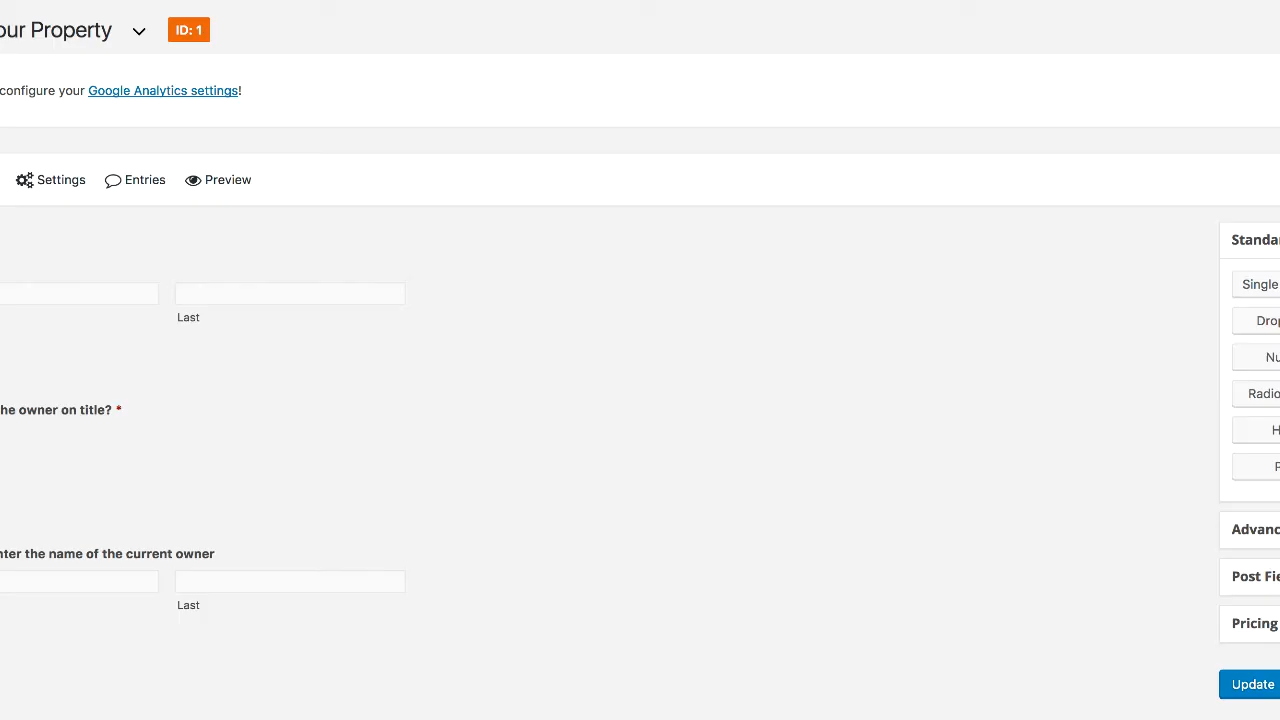 our Property ID: 1
configure your Google Analytics settings!
Settings Entries Preview
Standa
Single
Last
Drop
Nu
Radio
he owner on title? *
H
P
Advanc
nter the name of the current owner
Post Fie
Last
Pricing
Update